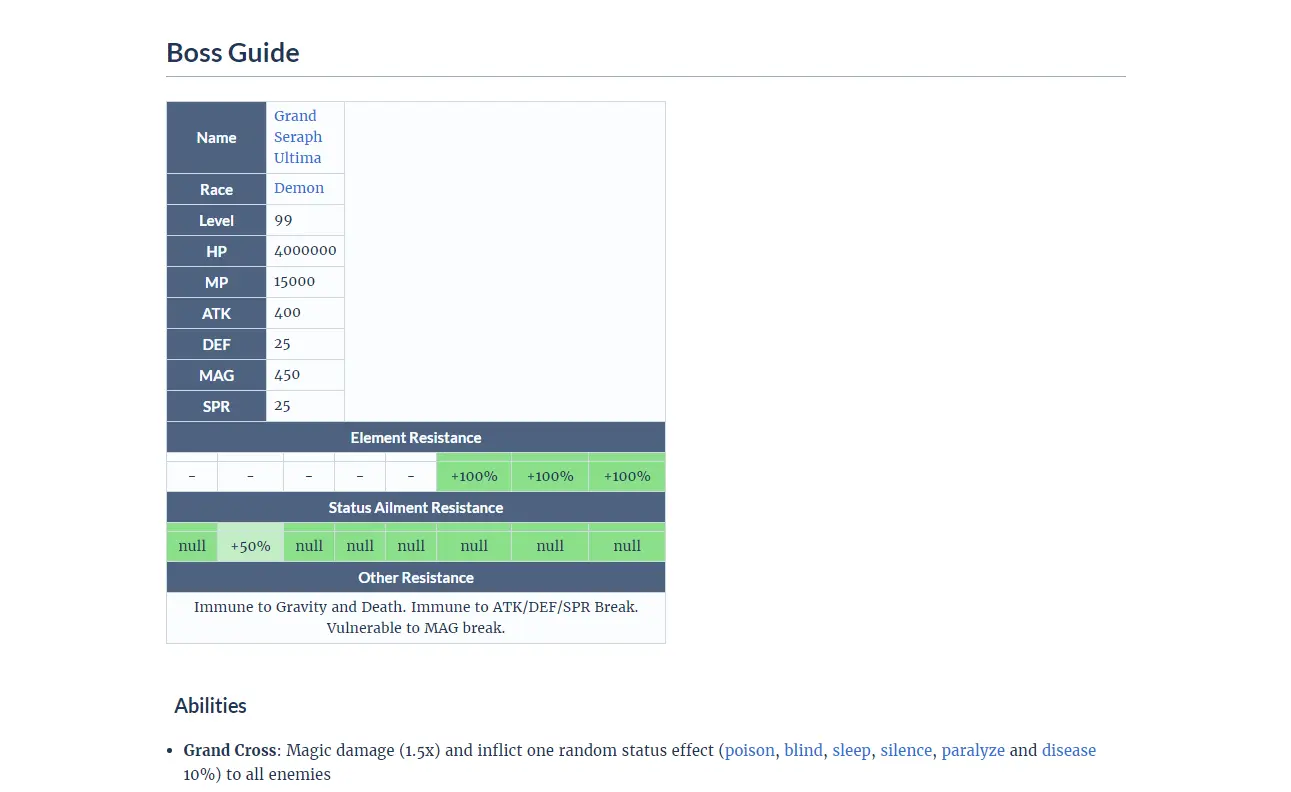 Boss Guide
Name
Grand
Seraph
Ultima
Race Demon
Level 99
HP 4000000
MP 15000
ATK 400
DEF 25
MAG 450
SPR 25
Element Resistance
- - - - - +100% +100% +100%
Status Ailment Resistance
null +50% null null null null null null
Other Resistance
Immune to Gravity and Death. Immune to ATK/DEF/SPR Break.
Vulnerable to MAG break.
Abilities
• Grand Cross: Magic damage (1.5x) and inflict one random status effect (poison, blind, sleep, silence, paralyze and disease
10%) to all enemies